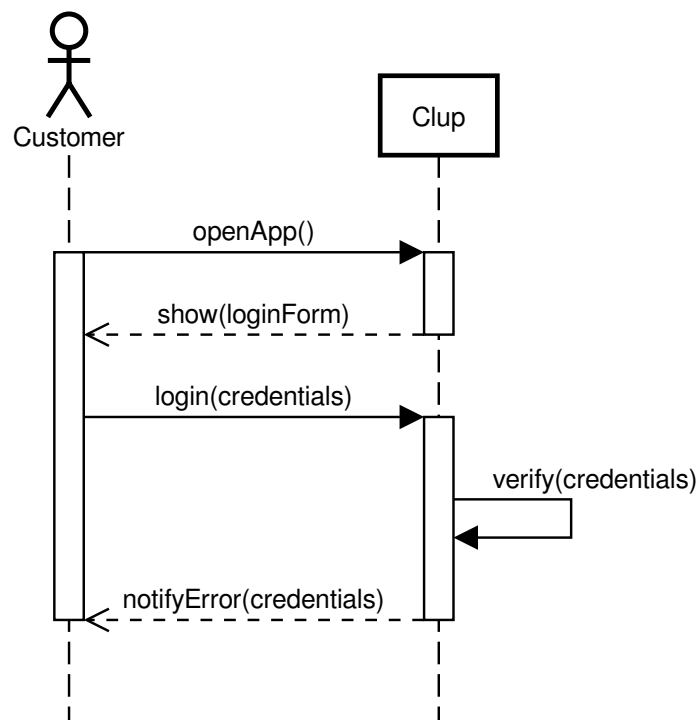 Customer
Clup
openApp()
show(loginForm)
login(credentials)
verify(credentials)
notifyError(credentials)